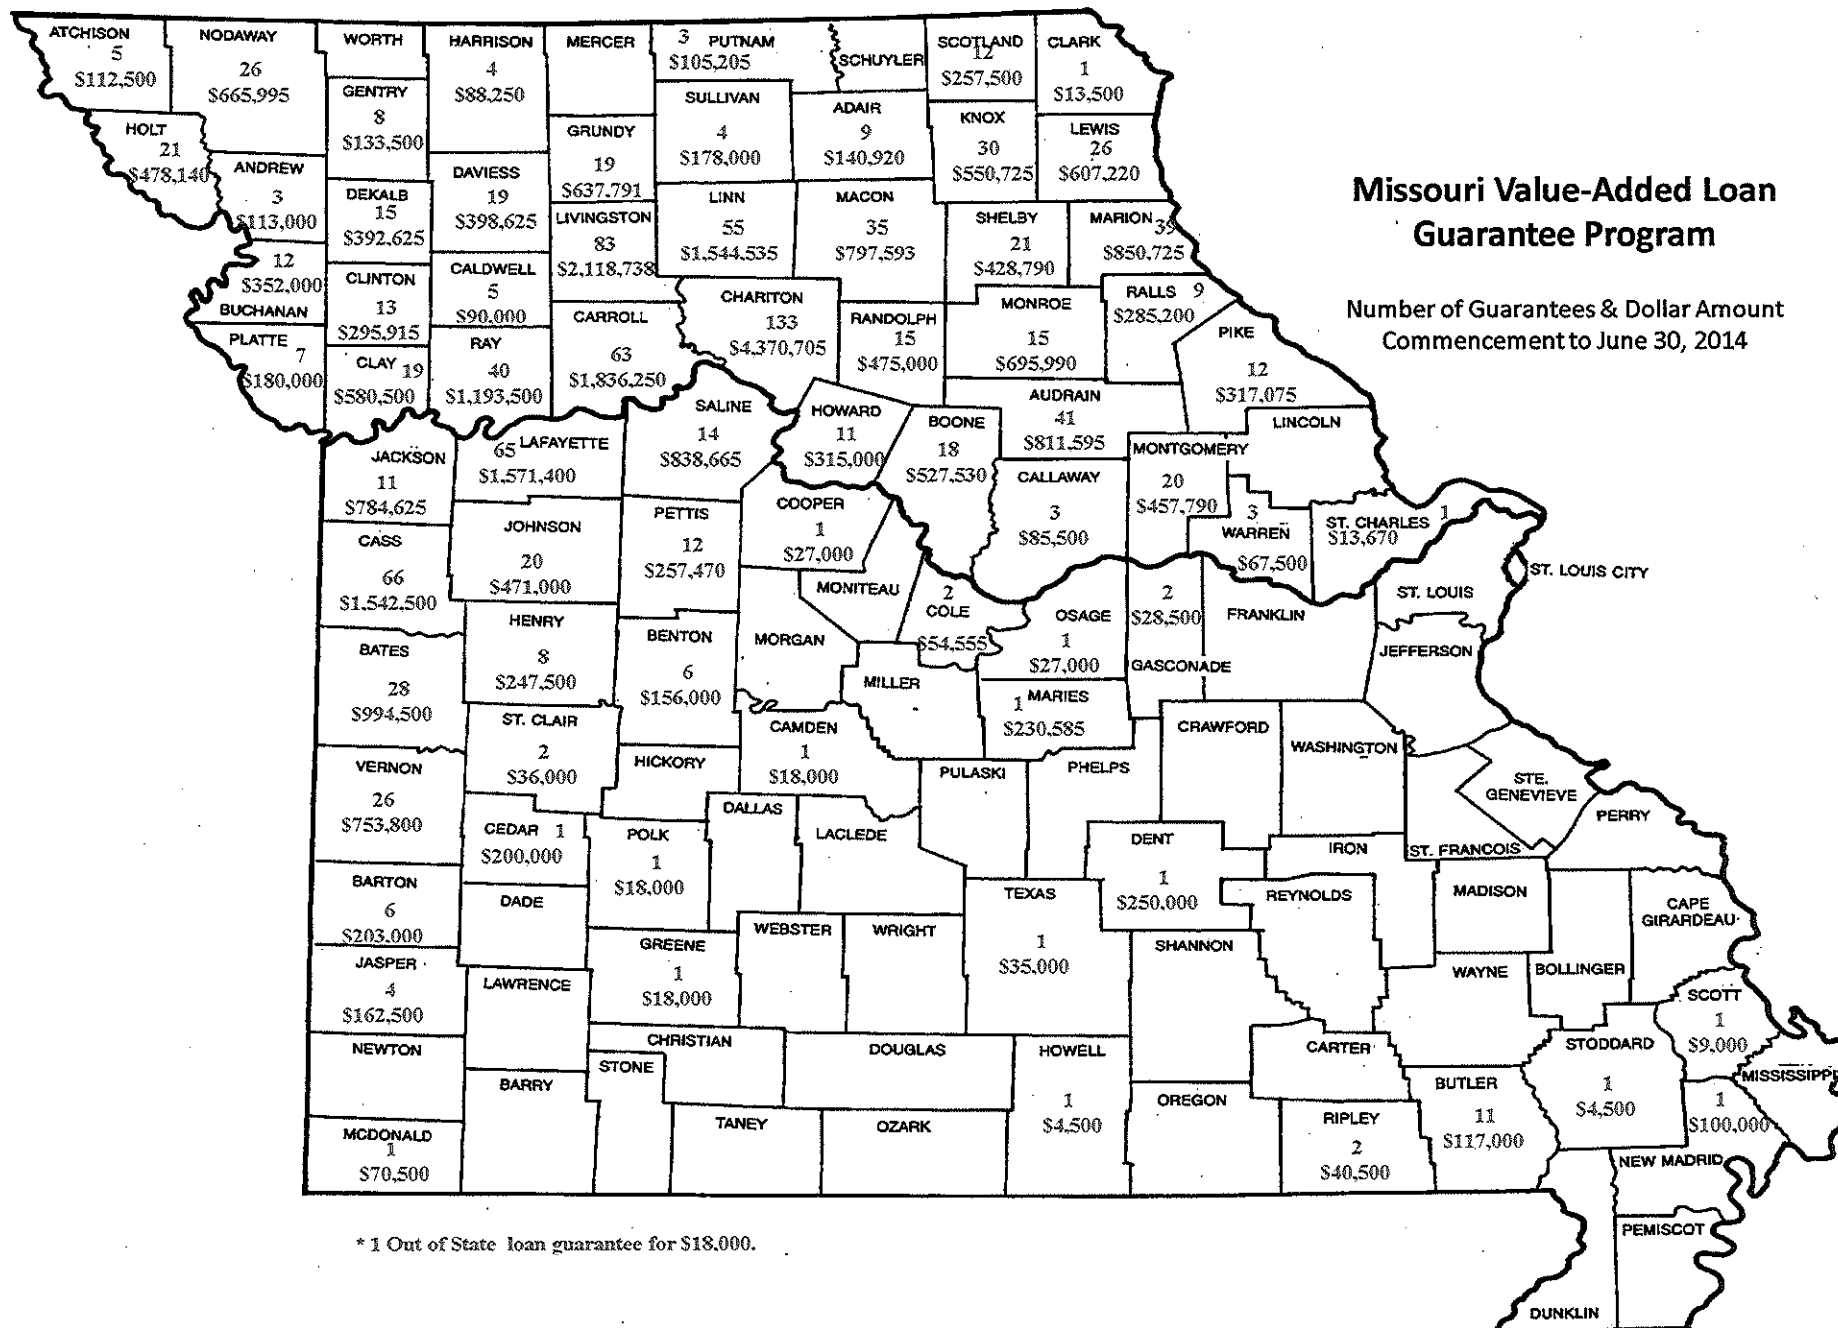 Missouri Value-Added Loan
Guarantee Program
Number of Guarantees & Dollar Amount
Commencement to June 30, 2014
ATCHISON
5
$112,500
NODAWAY
26
$665,995
WORTH
HARRISON
4
$88,250
MERCER
3 PUTNAM
$105,205
SCHUYLER
SCOTLAND
12
$257,500
CLARK
1
$13,500
HOLT
21
$478,140
ANDREW
3
$113,000
GENTRY
8
$133,500
DEKALB
15
$392,625
DAVIESS
19
$398,625
GRUNDY
19
$637,791
SULLIVAN
4
$178,000
ADAIR
9
$140,920
KNOX
30
$550,725
LEWIS
26
$607,220
12
$352,000
BUCHANAN
CLINTON
13
$295,915
CALDWELL
5
$90,000
LIVINGSTON
83
$2,118,738
LINN
55
$1,544,535
MACON
35
$797,593
SHELBY
21
$428,790
MARION 39
$850,725
PLATTE
7
$180,000
CLAY 19
$580,500
RAY
40
$1,193,500
CARROLL
63
$1,836,250
CHARITON
133
$4,370,705
RANDOLPH
15
$475,000
MONROE
15
$695,990
RALLS 9
$285,200
PIKE
12
$317,075
JACKSON
11
$784,625
65 LAFAYETTE
$1,571,400
SALINE
14
$838,665
HOWARD
11
$315,000
BOONE
18
$527,530
AUDRAIN
41
$811,595
MONTGOMERY
20
$457,790
LINCOLN
CASS
66
$1,542,500
JOHNSON
20
$471,000
PETTIS
12
$257,470
COOPER
1
$27,000
MONITEAU
CALLAWAY
3
$85,500
3
WARREN
$67,500
ST. CHARLES 1
$13,670
ST. LOUIS CITY
ST. LOUIS
BATES
28
$994,500
HENRY
8
$247,500
BENTON
6
$156,000
MORGAN
2
COLE
$54,555
OSAGE
1
$27,000
2
$28,500
GASCONADE
FRANKLIN
JEFFERSON
MILLER
1 MARIES
$230,585
VERNON
26
$753,800
ST. CLAIR
2
$36,000
HICKORY
CAMDEN
1
$18,000
PULASKI
PHELPS
CRAWFORD
WASHINGTON
STE.
GENEVIEVE
PERRY
CEDAR 1
$200,000
POLK
1
$18,000
DALLAS
LACLEDE
DENT
1
$250,000
IRON
ST. FRANCOIS
BARTON
6
$203,000
DADE
TEXAS
1
$35,000
REYNOLDS
MADISON
CAPE
GIRARDEAU
JASPER
4
$162,500
LAWRENCE
GREENE
1
$18,000
WEBSTER
WRIGHT
SHANNON
WAYNE
BOLLINGER
SCOTT
1
$9,000
NEWTON
CHRISTIAN
STONE
DOUGLAS
HOWELL
1
$4,500
CARTER
STODDARD
1
$4,500
MISSISSIPPI
BARRY
OREGON
BUTLER
11
$117,000
1
$100,000
NEW MADRID
MCDONALD
1
$70,500
TANEY
OZARK
RIPLEY
2
$40,500
PEMISCOT
DUNKLIN
* 1 Out of State loan guarantee for $18,000.